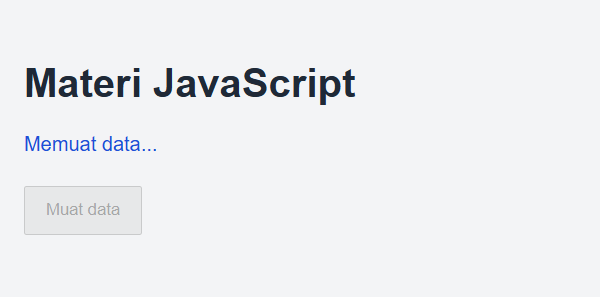 Materi JavaScript
Memuat data...
Muat data